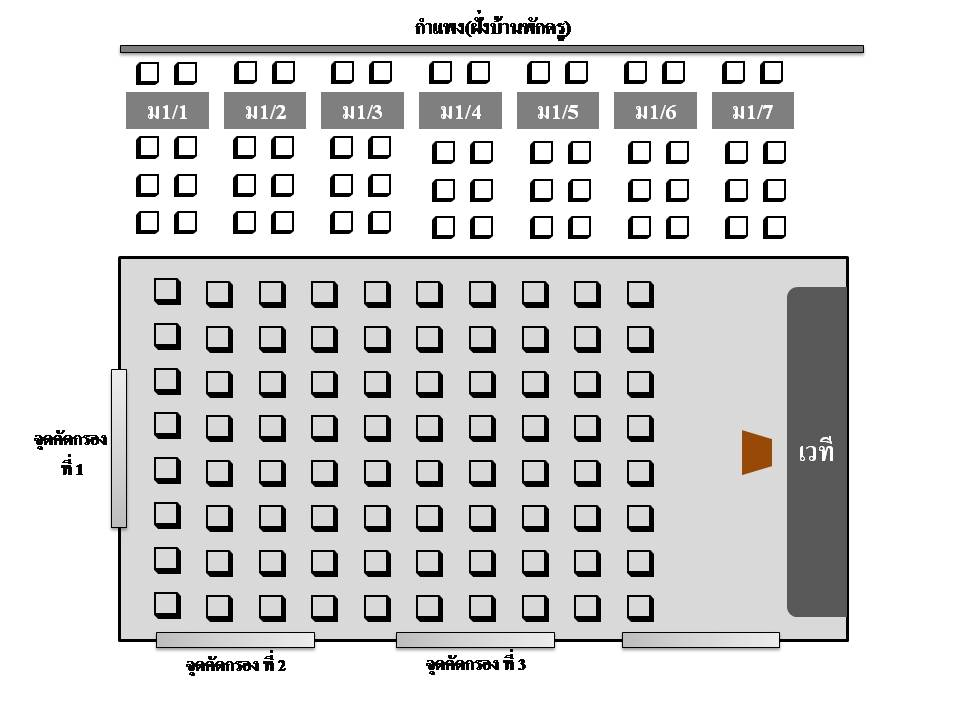 กำแพง(ฝั่งบ้านพักครู)
ม1/1 ม1/2 ม1/3 ม1/4 ม1/5 ม1/6 ม1/7
จุดคัดกรอง
ที่ 1
เวที
จุดคัดกรอง ที่ 2
จุดคัดกรอง ที่ 3